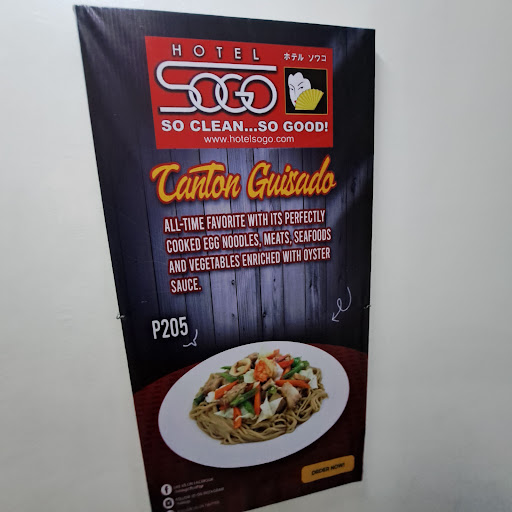 HOTEL
ホテル ソワコ
SOGO
SO CLEAN...SO GOOD!
www.hotelsogo.com
Canton Guisado
ALL-TIME FAVORITE WITH ITS PERFECTLY
COOKED EGG NOODLES, MEATS, SEAFOODS
AND VEGETABLES ENRICHED WITH OYSTER
SAUCE.
P205
ORDER NOW!